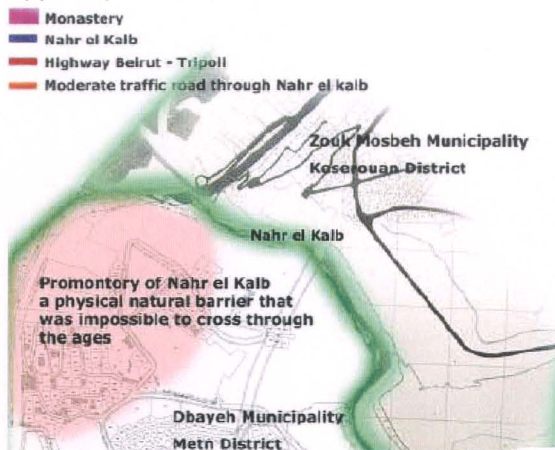 Monastery
Nahr el Kalb
Highway Beirut - Tripoli
Moderate traffic road through Nahr el kalb
Zouk Mosbeh Municipality
Keserouan District
Nahr el Kalb
Promontory of Nahr el Kalb
a physical natural barrier that
was impossible to cross through
the ages
Dbayeh Municipality
Metn District